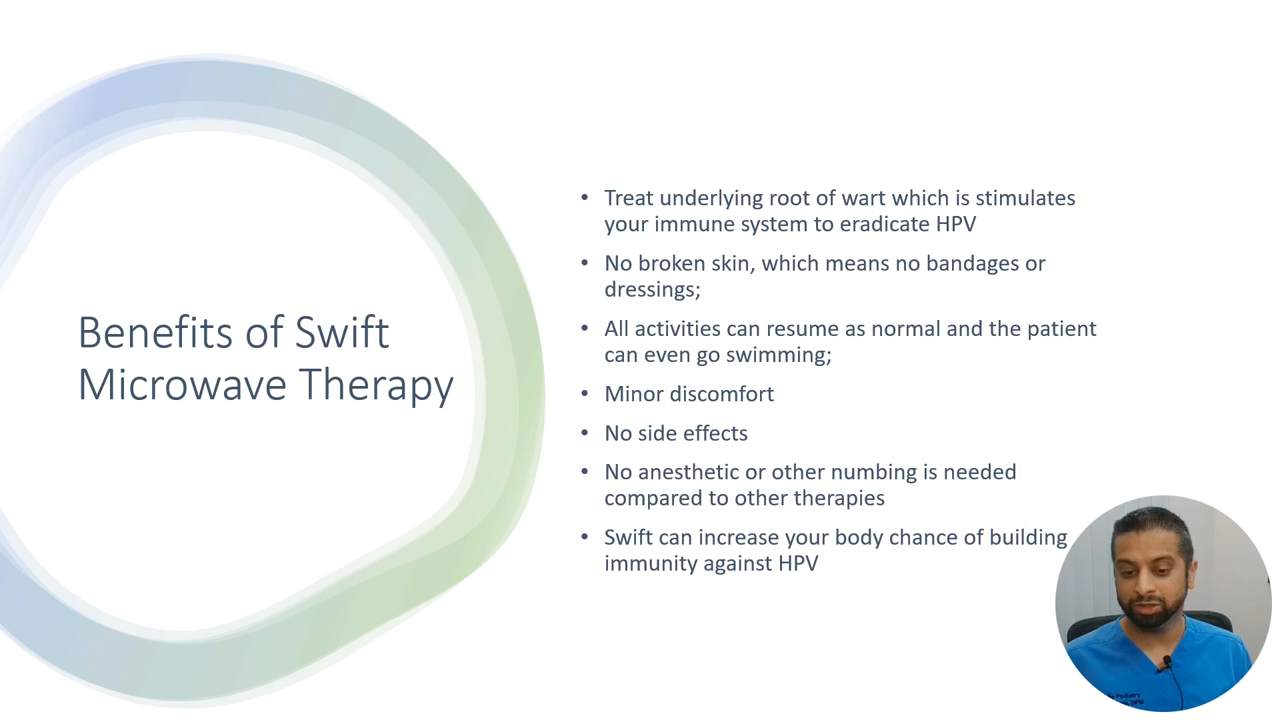 Benefits of Swift
Microwave Therapy
• Treat underlying root of wart which is stimulates
your immune system to eradicate HPV
• No broken skin, which means no bandages or
dressings;
• All activities can resume as normal and the patient
can even go swimming;
• Minor discomfort
• No side effects
• No anesthetic or other numbing is needed
compared to other therapies
• Swift can increase your body chance of building
immunity against HPV
Podiatry
DPM